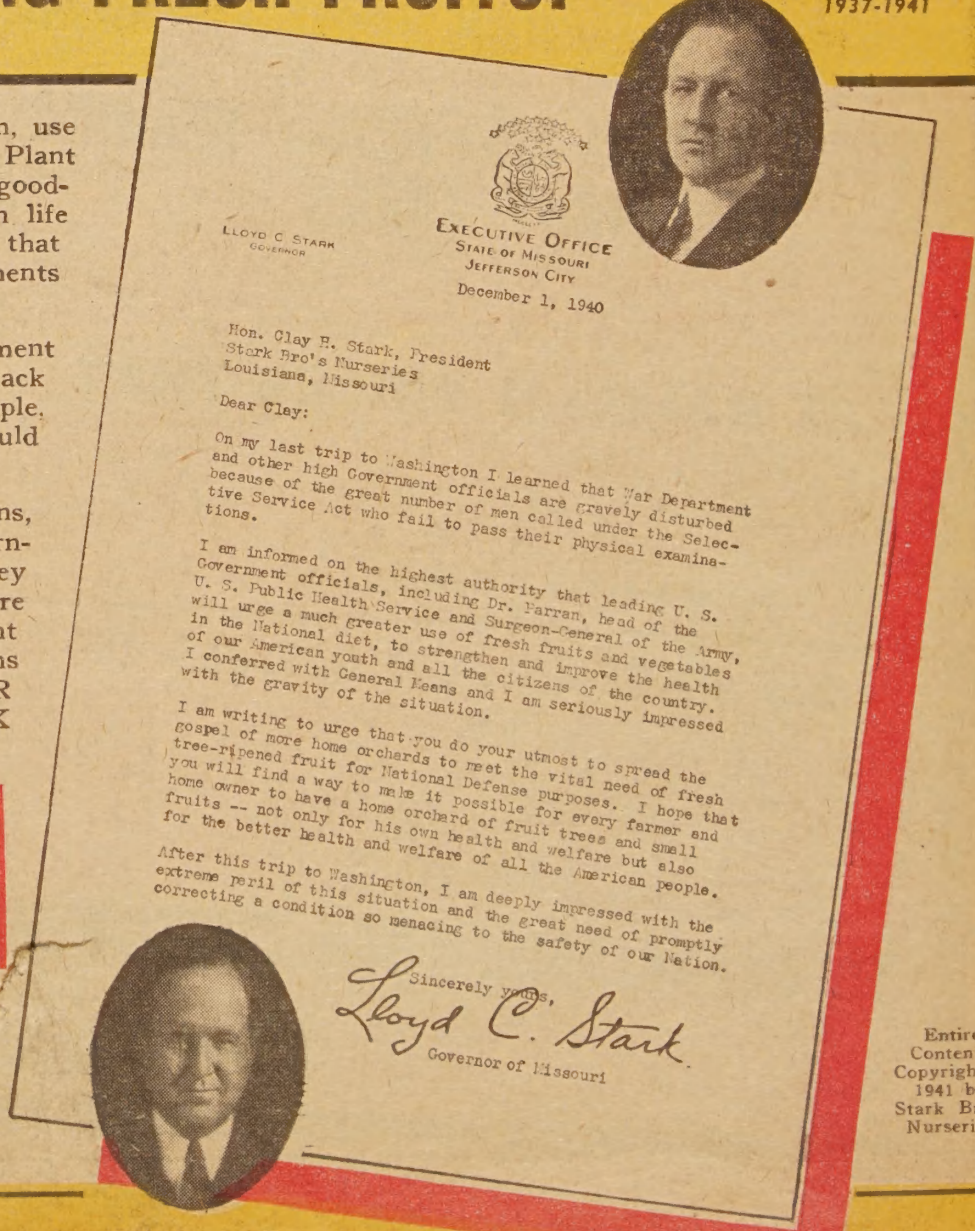 FRESH FRUITS!
1937-1941
n, use
Plant
good-
n life
that
ments
ment
ack
ple.
uld
ns,
rn-
ey
re
nt
ns
R
K
LLOYD C STARK
GOVERNOR
EXECUTIVE OFFICE
STATE OF MISSOURI
JEFFERSON CITY
December 1, 1940
Hon. Clay H. Stark, President
Stark Bro's Nurseries
Louisiana, Missouri
Dear Clay:
On my last trip to Washington I learned that War Department
and other high Government officials are gravely disturbed
because of the great number of men called under the Selec-
tive Service Act who fail to pass their physical examina-
tions.
I am informed on the highest authority that leading U. S.
Government officials, including Dr. Parran, head of the
U. S. Public Health Service and Surgeon-General of the Army,
will urge a much greater use of fresh fruits and vegetables
in the National diet, to strengthen and improve the health
of our American youth and all the citizens of the country.
I conferred with General Means and I am seriously impressed
with the gravity of the situation.
I am writing to urge that you do your utmost to spread the
gospel of more home orchards to meet the vital need of fresh
tree-ripened fruit for National Defense purposes. I hope that
you will find a way to make it possible for every farmer and
home owner to have a home orchard of fruit trees and small
fruits -- not only for his own health and welfare but also
for the better health and welfare of all the American people.
After this trip to Washington, I am deeply impressed with the
extreme peril of this situation and the great need of promptly
correcting a condition so menacing to the safety of our Nation.
Sincerely yours,
Lloyd C. Stark
Governor of Missouri
Entire
Conten
Copyrigh
1941 b
Stark B
Nurseri